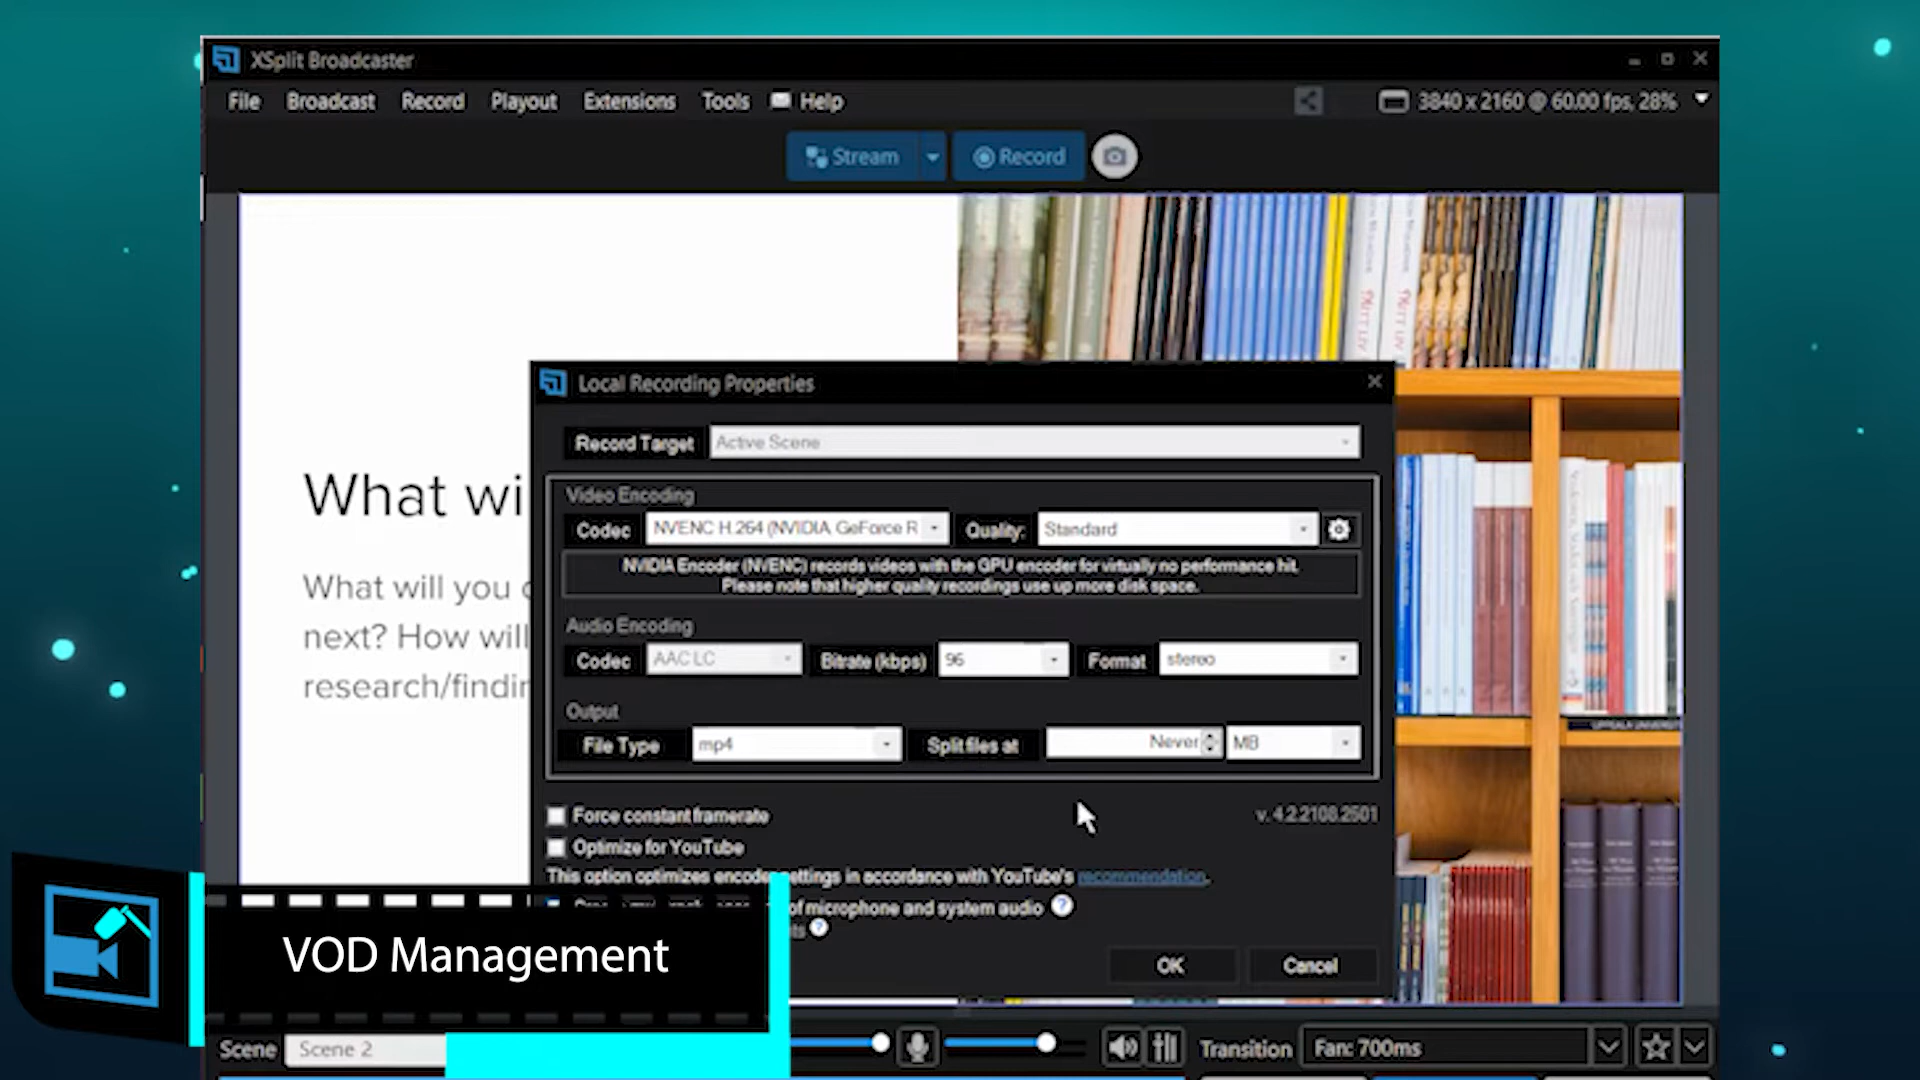 XSplit Broadcaster
File Broadcast Record Playout Extensions Tools Help
3840 x 2160 @ 60.00 fps, 28%
Stream Record
What wi
What will you
next? How will
research/findin
Local Recording Properties
Record Target Active Scene
Video Encoding
Codec NVENC H.264 (NVIDIA GeForce R Quality: Standard
NVIDIA Encoder (NVENC) records videos with the GPU encoder for virtually no performance hit.
Please note that higher quality recordings use up more disk space.
Audio Encoding
Codec AAC LC Bitrate (kbps) 96 Format stereo
Output
File Type mp4 Split files at Never MB
Force constant framerate
v. 4.2.2108.2501
Optimize for YouTube
This option optimizes encoder settings in accordance with YouTube's recommendation.
of microphone and system audio
OK Cancel
VOD Management
Scene Scene 2
Transition Fan: 700ms